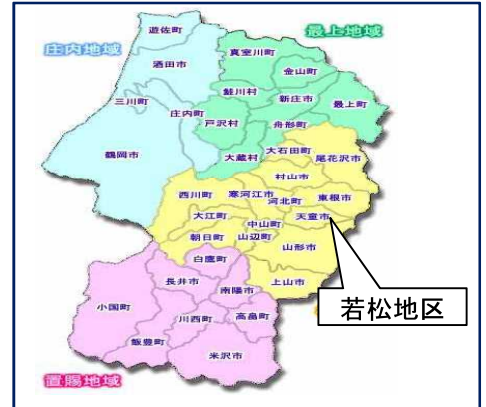 遊佐町
庄内地域
酒田市
真室川町
最上地域
金山町
鮭川村
三川町
新庄市
庄内町
最上町
戸沢村
舟形町
鶴岡市
大蔵村
大石田町
尾花沢市
村山市
西川町
寒河江市
東根市
河北町
大江町
天童市
中山町
朝日町
山辺町
山形市
白鷹町
長井市
上山市
南陽市
小国町
若松地区
川西町
高畠町
飯豊町
米沢市
置賜地域